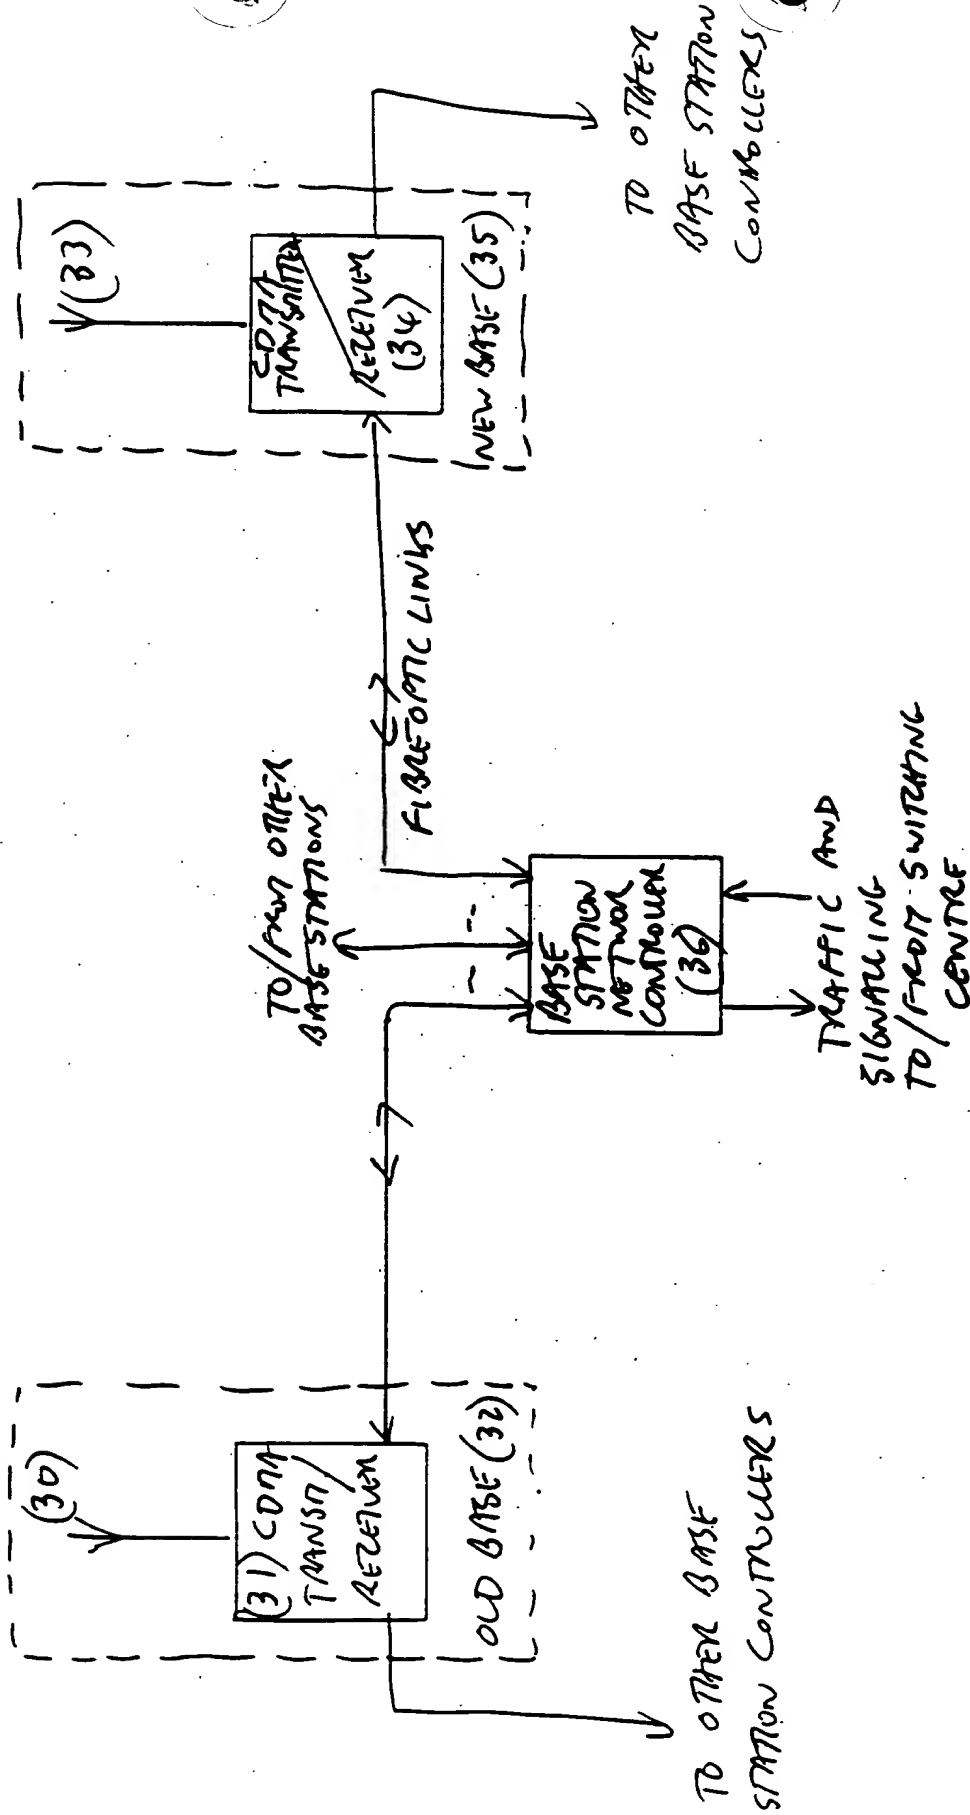 (30)
(31) CDMA
TRANSM/
RECEIVER
OLD BASE (32)
TO OTHER BASE
STATION CONTROLLERS
TO/FROM OTHER
BASE STATIONS
BASE
STATION
NETWOR
CONTROLLER
(36)
TRAFFIC AND
SIGNALLING
TO/FROM SWITCHING
CENTRE
FIBREOPTIC LINKS
(33)
CDMA
TRANSMITTER
RECEIVER
(34)
NEW BASE (35)
TO OTHER
BASE STATION
CONTROLLERS